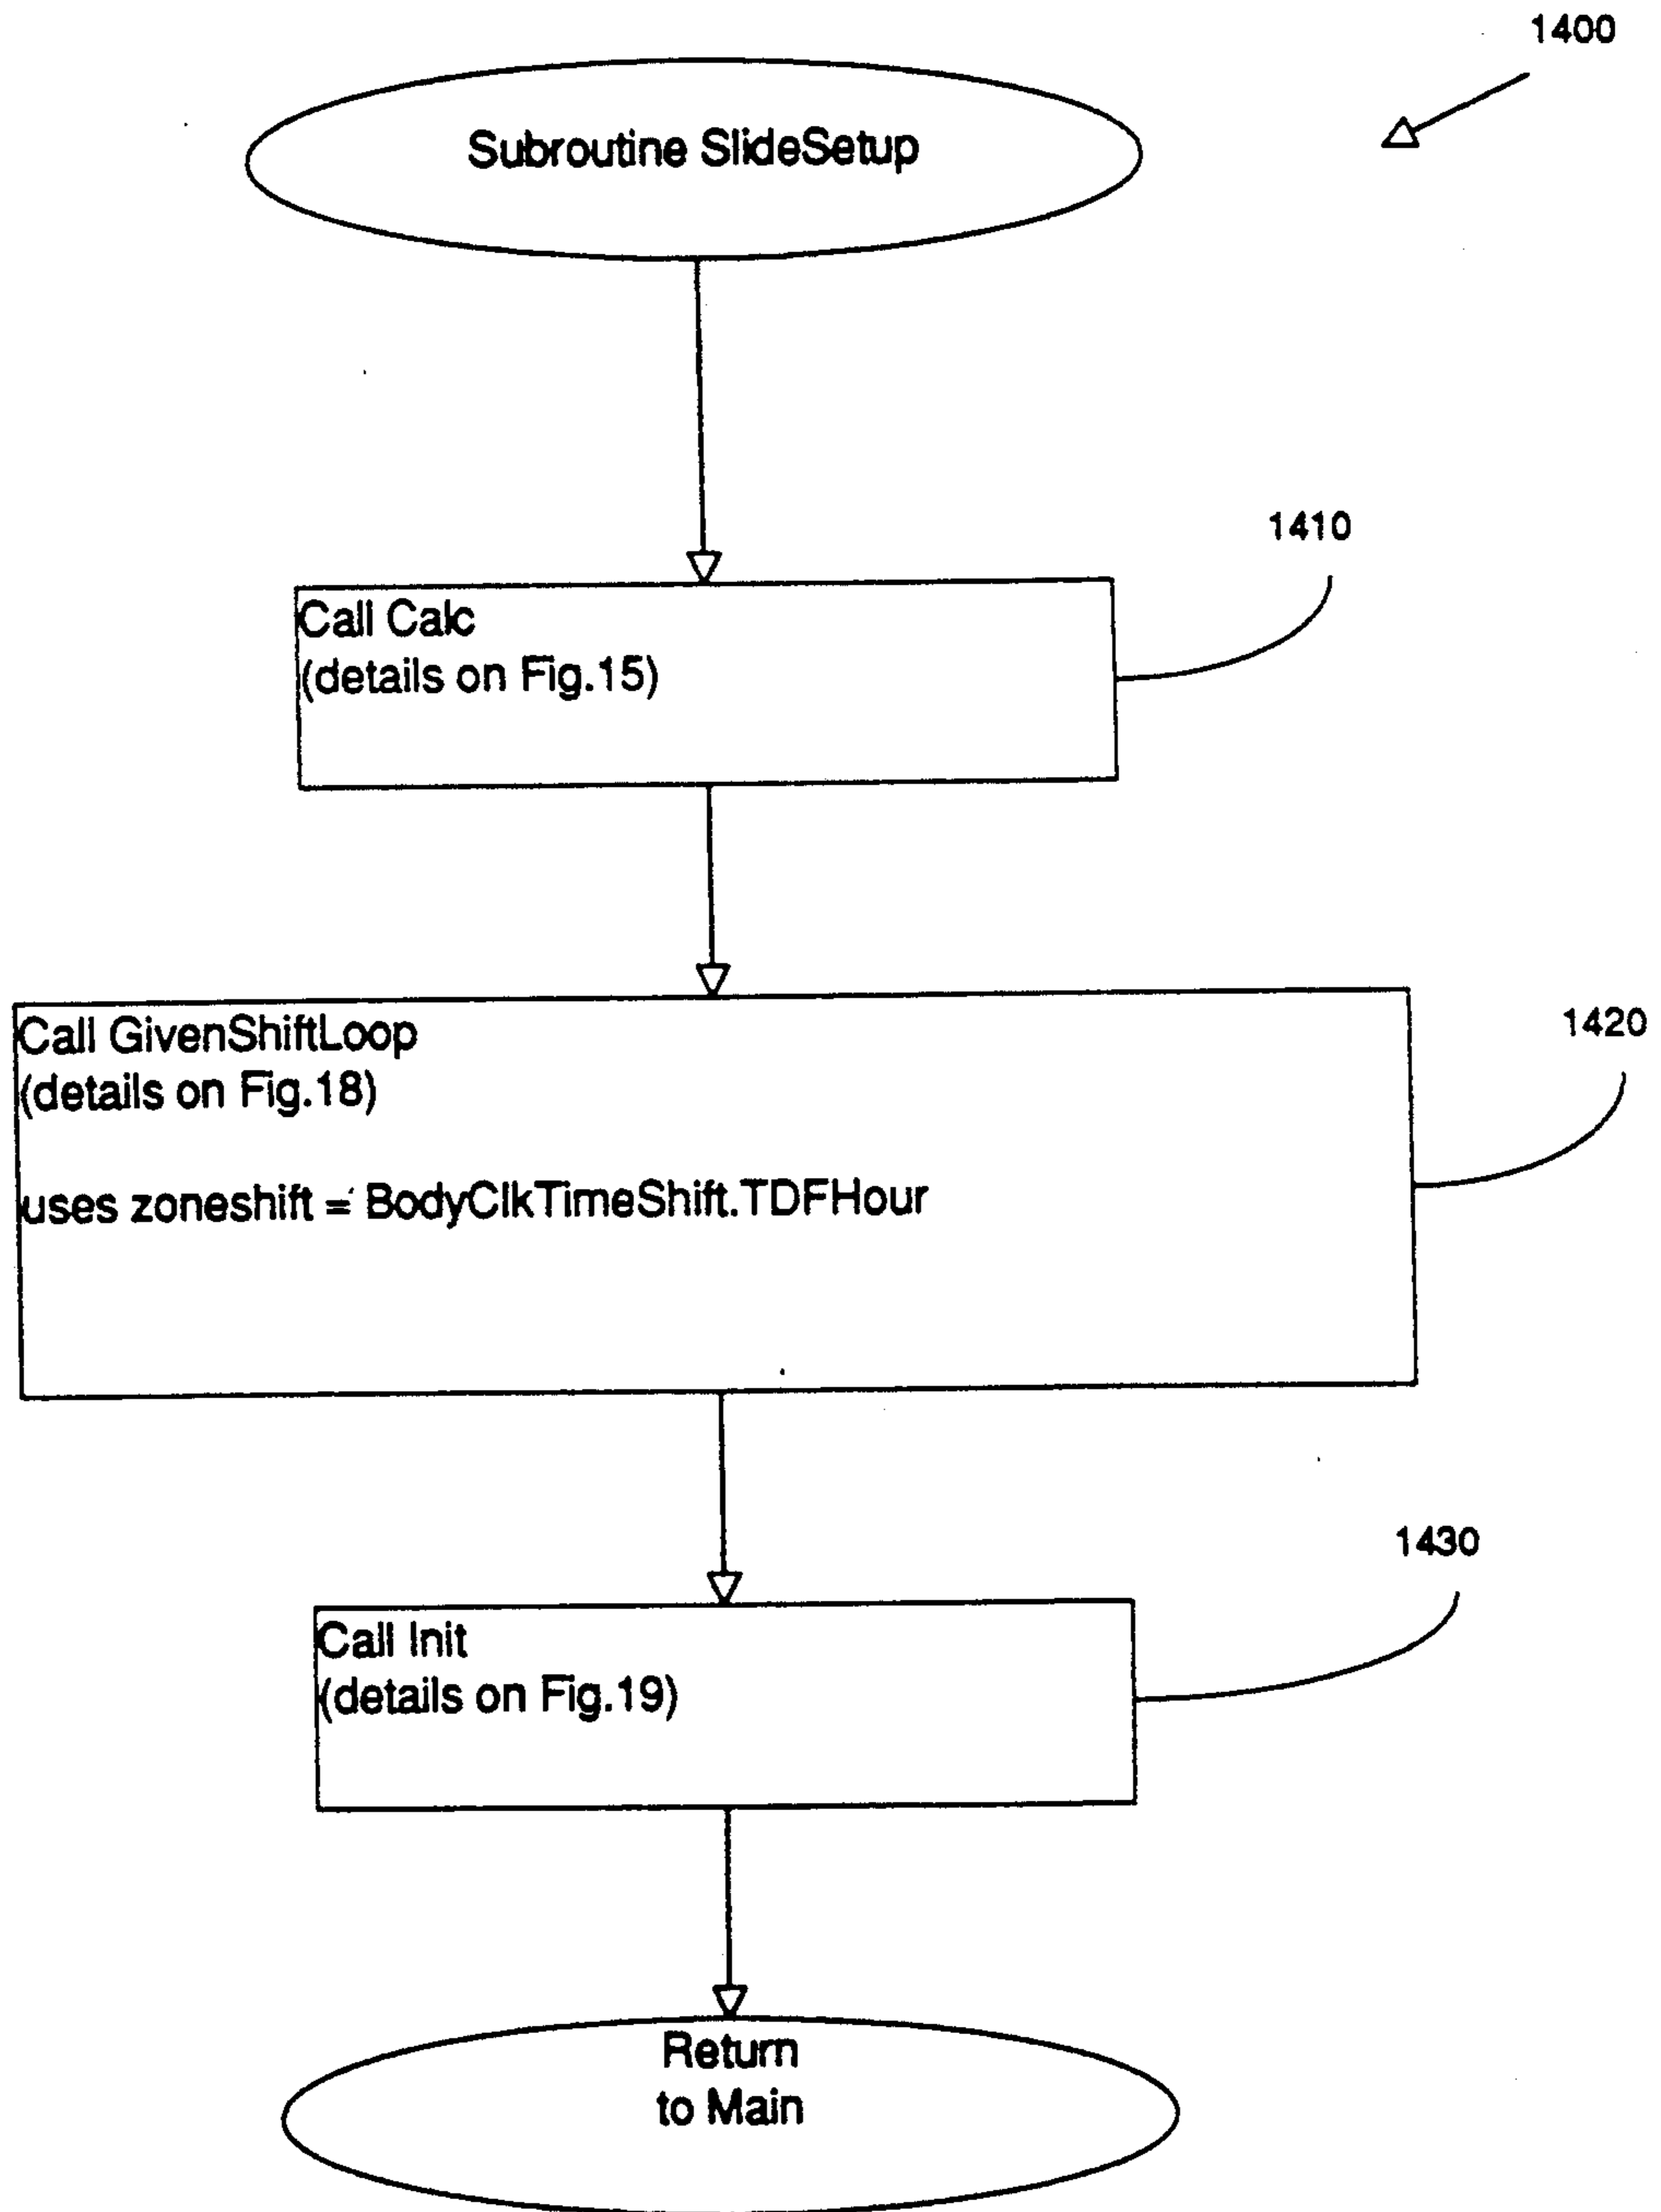 1400
Subroutine SlideSetup
1410
Call Calc
(details on Fig.15)
1420
Call GivenShiftLoop
(details on Fig.18)
uses zoneshift = BodyClkTimeShift.TDFHour
1430
Call Init
(details on Fig.19)
Return
to Main